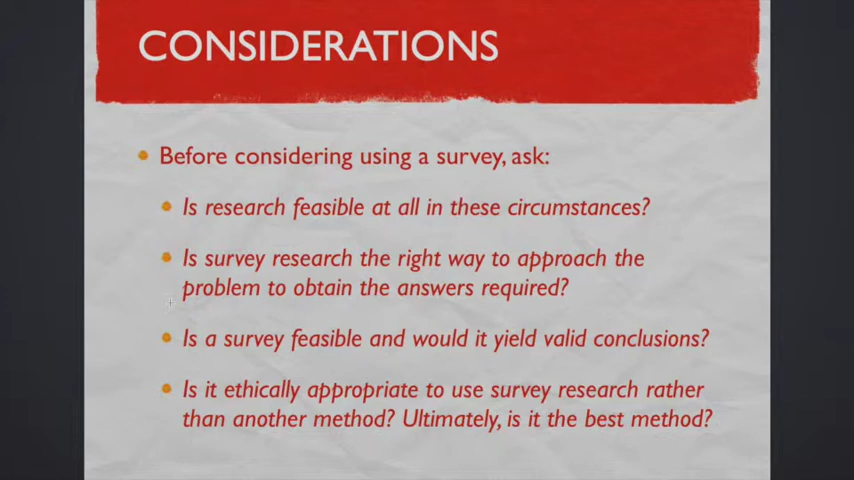 CONSIDERATIONS
Before considering using a survey, ask:
Is research feasible at all in these circumstances?
Is survey research the right way to approach the
problem to obtain the answers required?
Is a survey feasible and would it yield valid conclusions?
Is it ethically appropriate to use survey research rather
than another method? Ultimately, is it the best method?